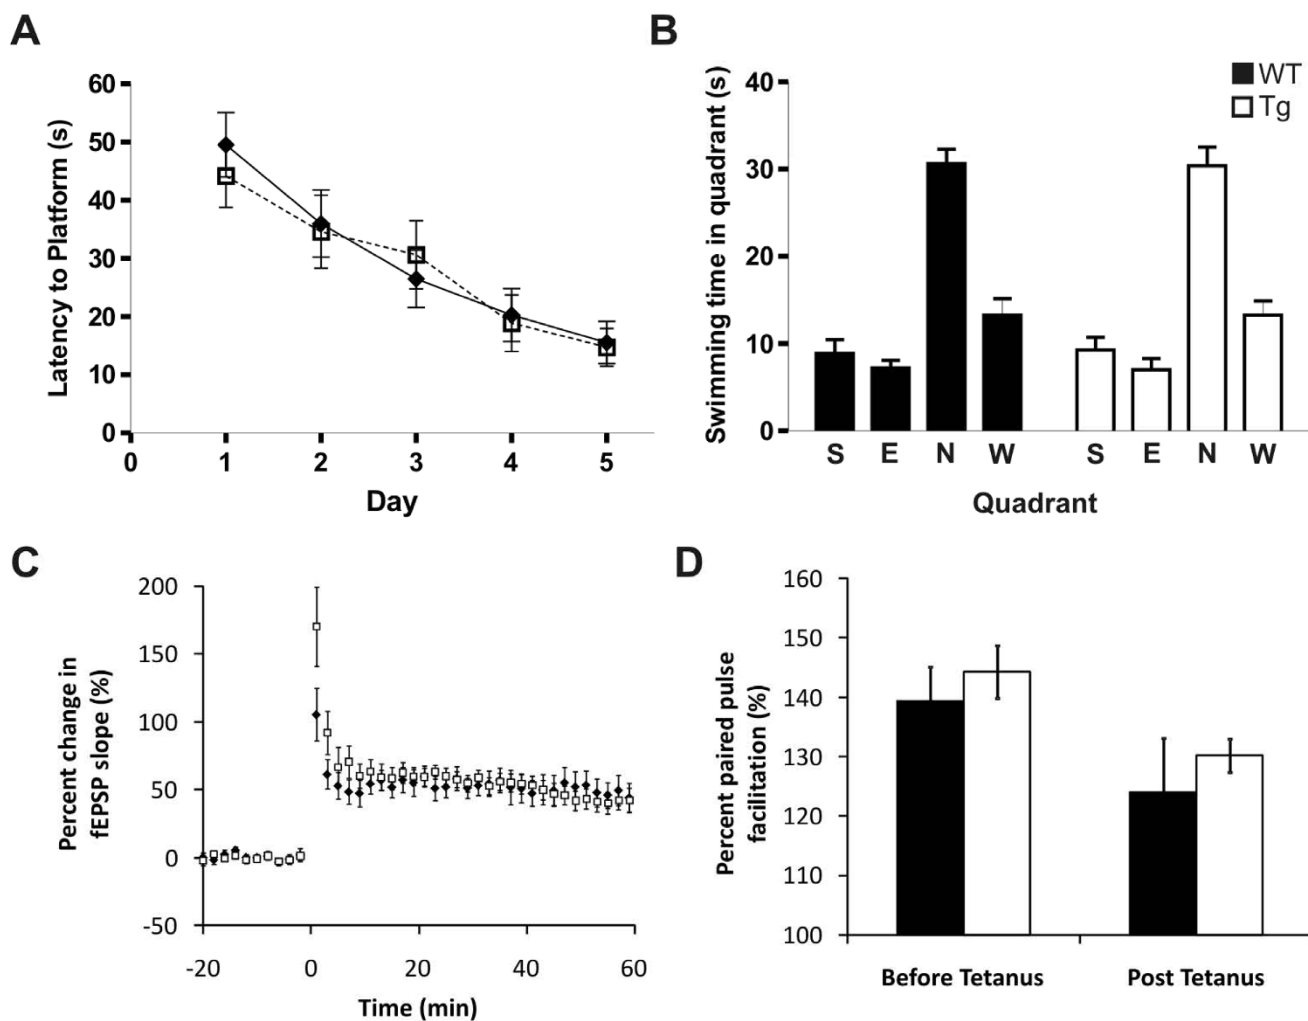 A
Latency to Platform (s)
60
50
40
30
20
10
0
0 1 2 3 4 5
Day
B
Swimming time in quadrant (s)
40
30
20
10
0
WT
Tg
S E N W S E N W
Quadrant
C
Percent change in
fEPSP slope (%)
200
150
100
50
0
-50
-20 0 20 40 60
Time (min)
D
Percent paired pulse
facilitation (%)
160
150
140
130
120
110
100
Before Tetanus Post Tetanus